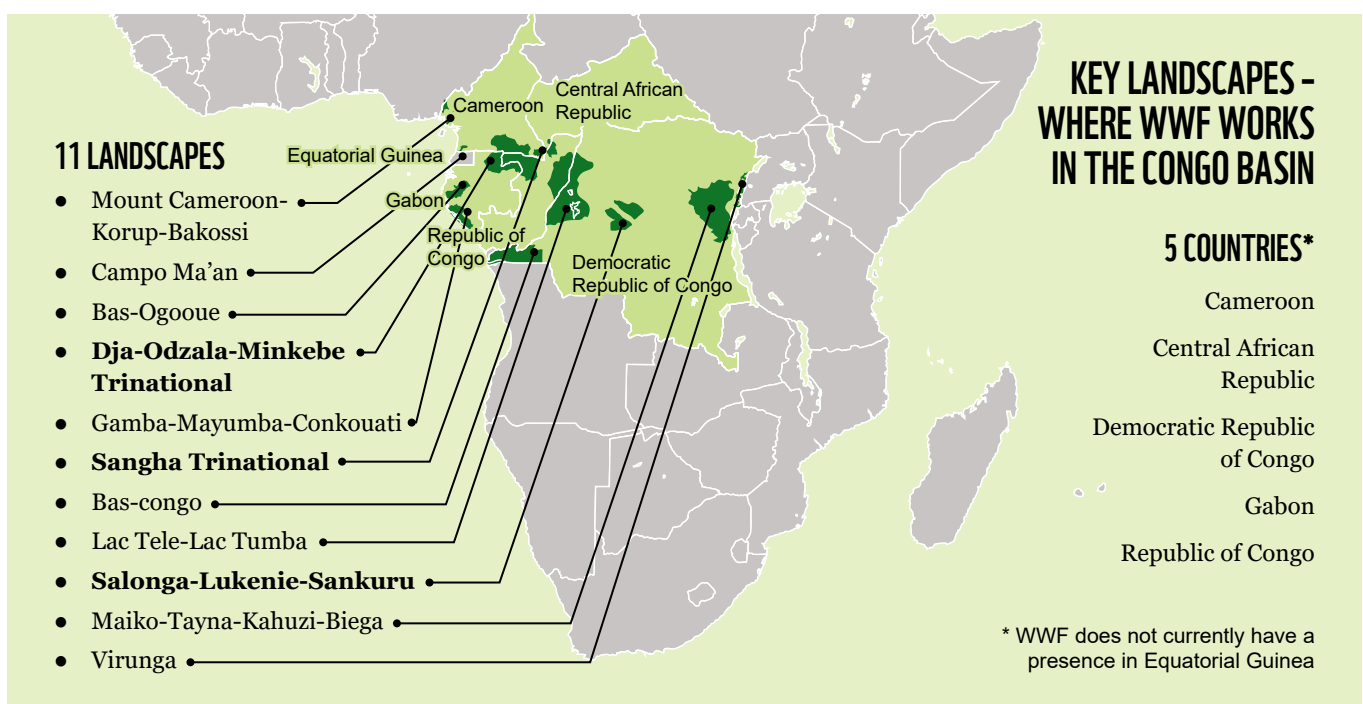 KEY LANDSCAPES –
WHERE WWF WORKS
IN THE CONGO BASIN
11 LANDSCAPES
● Mount Cameroon-
Korup-Bakossi
● Campo Ma’an
● Bas-Ogooue
● Dja-Odzala-Minkebe
Trinational
● Gamba-Mayumba-Conkouati
● Sangha Trinational
● Bas-congo
● Lac Tele-Lac Tumba
● Salonga-Lukenie-Sankuru
● Maiko-Tayna-Kahuzi-Biega
● Virunga
Cameroon
Central African
Republic
Equatorial Guinea
Gabon
Republic of
Congo
Democratic
Republic of Congo
5 COUNTRIES*
Cameroon
Central African
Republic
Democratic Republic
of Congo
Gabon
Republic of Congo
* WWF does not currently have a
presence in Equatorial Guinea